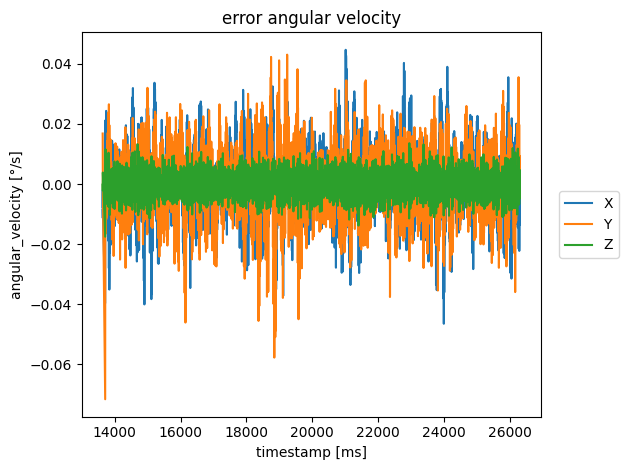 error angular velocity
angular_velocity [°/s]
0.04
0.02
0.00
−0.02
−0.04
−0.06
14000 16000 18000 20000 22000 24000 26000
timestamp [ms]
X
Y
Z